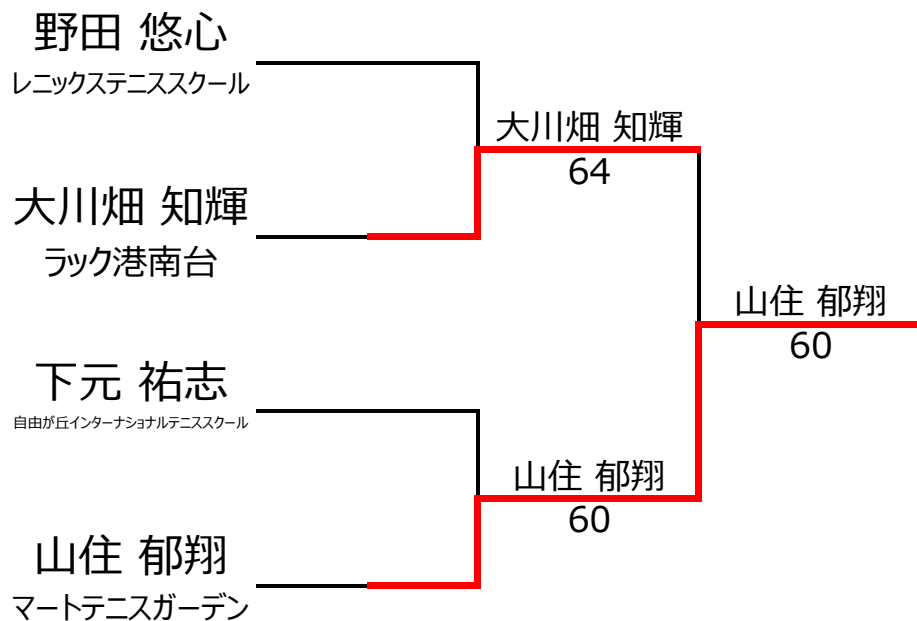 野田 悠心
レニックステニススクール
大川畑 知輝
64
大川畑 知輝
ラック港南台
山住 郁翔
60
下元 祐志
自由が丘インターナショナルテニススクール
山住 郁翔
60
山住 郁翔
マートテニスガーデン